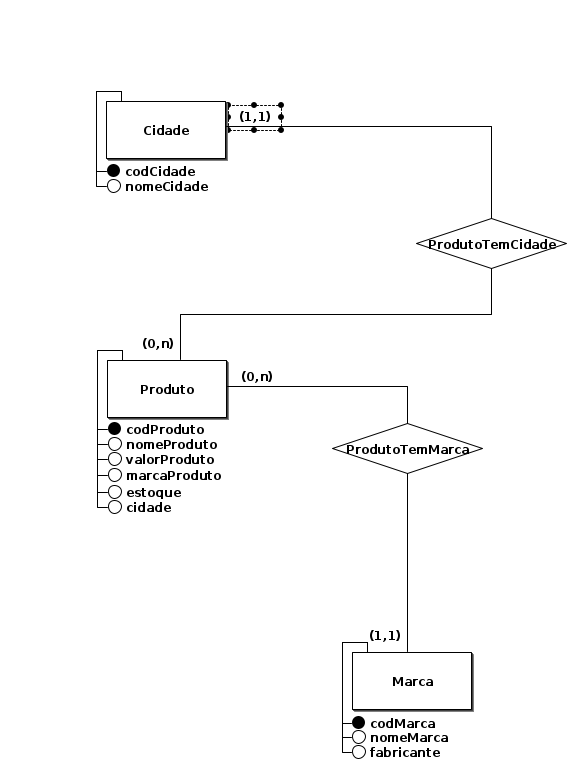 (1,1)
Cidade
codCidade
nomeCidade
ProdutoTemCidade
(0,n)
(0,n)
Produto
codProduto
nomeProduto
valorProduto
marcaProduto
estoque
cidade
ProdutoTemMarca
(1,1)
Marca
codMarca
nomeMarca
fabricante